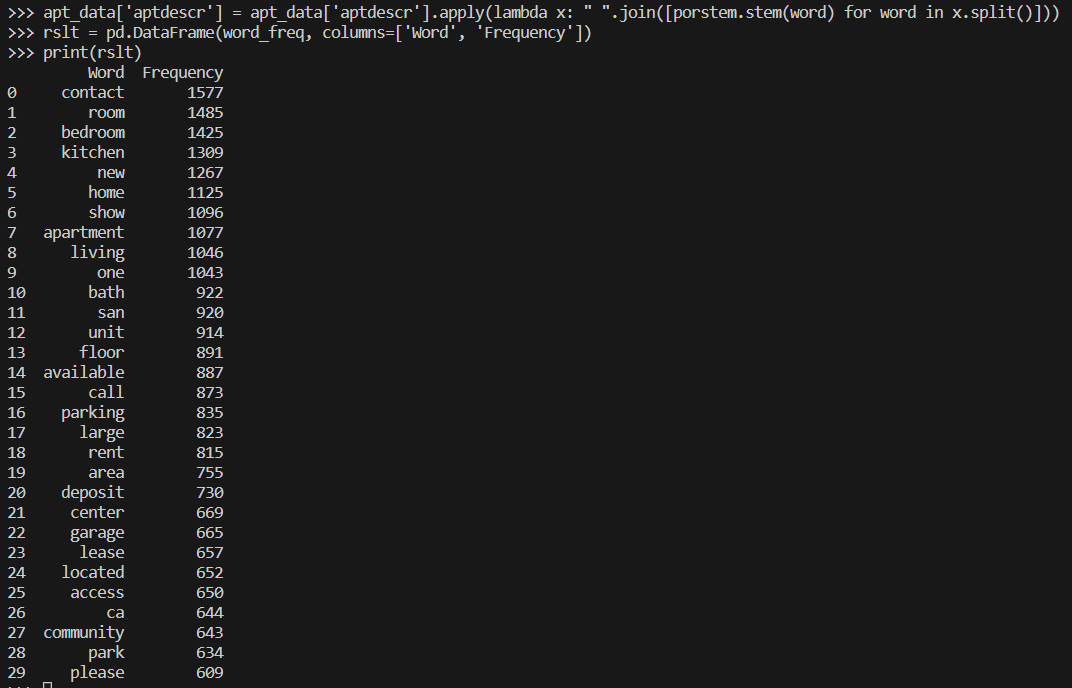 >>> apt_data['aptdescr'] = apt_data['aptdescr'].apply(lambda x: " ".join([porstem.stem(word) for word in x.split()]))
>>> rslt = pd.DataFrame(word_freq, columns=['Word', 'Frequency'])
>>> print(rslt)
         Word  Frequency
0     contact       1577
1        room       1485
2     bedroom       1425
3     kitchen       1309
4         new       1267
5        home       1125
6        show       1096
7   apartment       1077
8      living       1046
9         one       1043
10       bath        922
11        san        920
12       unit        914
13      floor        891
14  available        887
15       call        873
16    parking        835
17      large        823
18       rent        815
19       area        755
20    deposit        730
21     center        669
22     garage        665
23      lease        657
24    located        652
25     access        650
26         ca        644
27  community        643
28       park        634
29     please        609
>>>